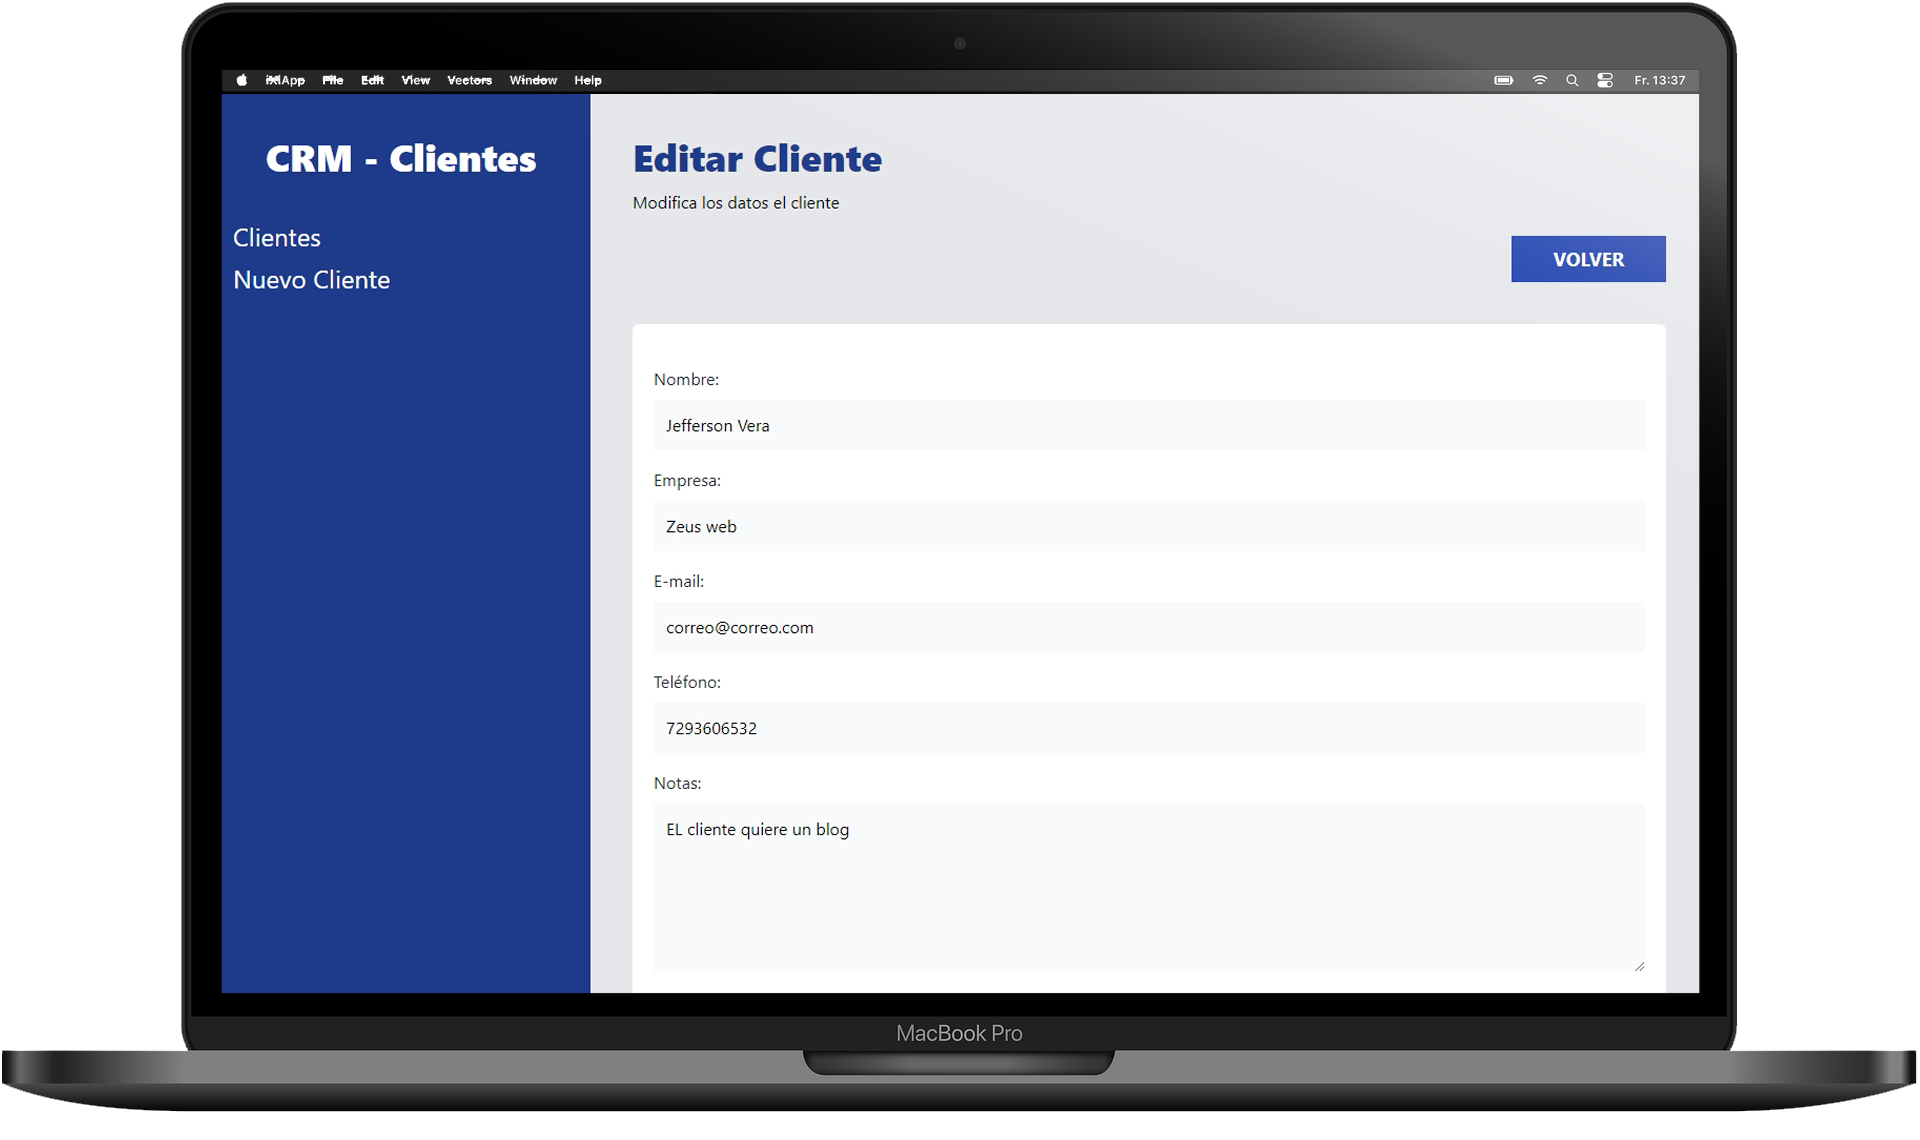 File Edit View Vectors Window Help
Fr. 13:37
CRM - Clientes
Clientes
Nuevo Cliente
Editar Cliente
Modifica los datos el cliente
VOLVER
Nombre:
Jefferson Vera
Empresa:
Zeus web
E-mail:
correo@correo.com
Teléfono:
7293606532
Notas:
EL cliente quiere un blog
MacBook Pro